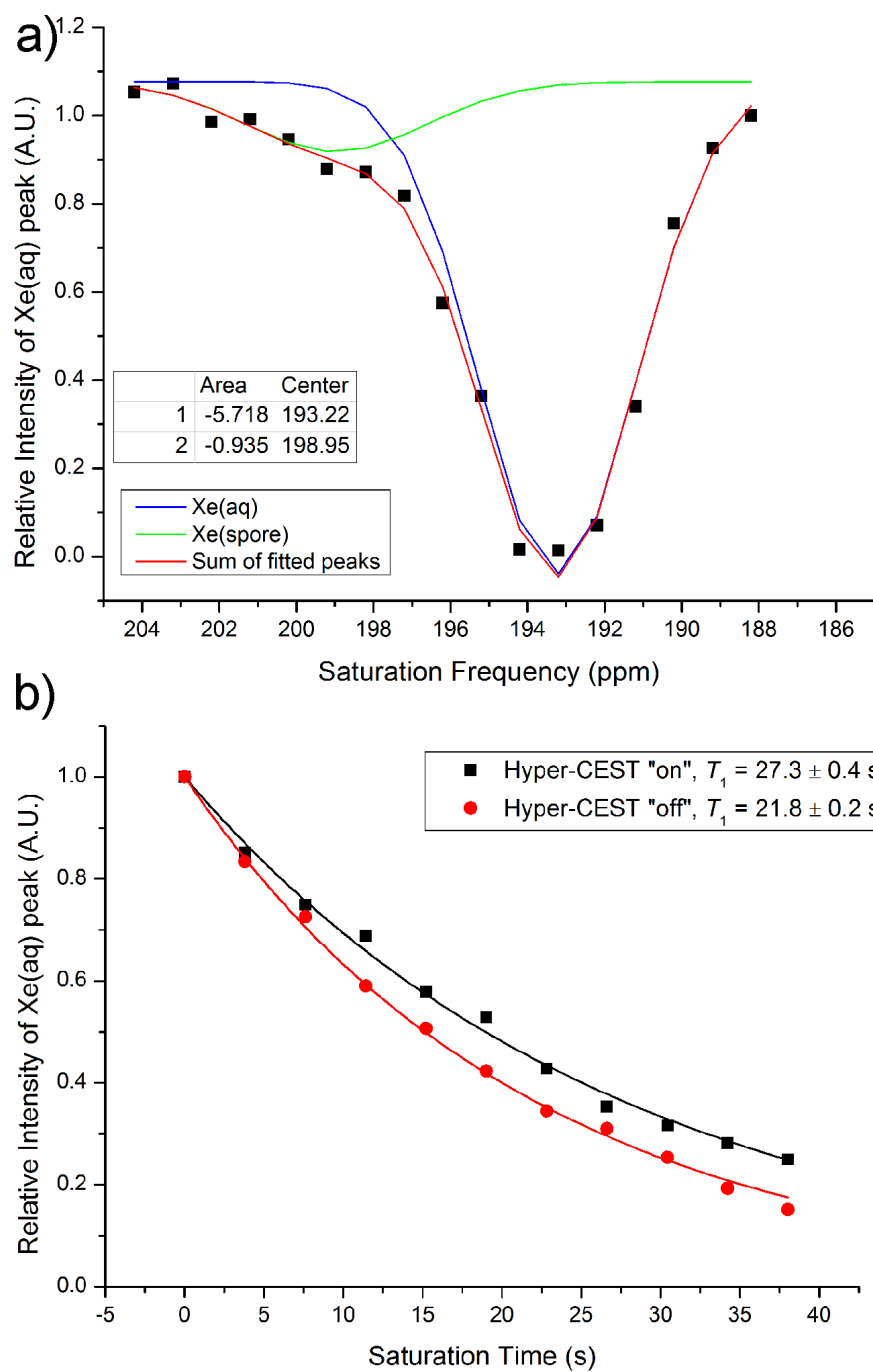 a)
1.2
1.0
0.8
0.6
0.4
0.2
0.0
Relative Intensity of Xe(aq) peak (A.U.)
Area Center
1 -5.718 193.22
2 -0.935 198.95
Xe(aq)
Xe(spore)
Sum of fitted peaks
204 202 200 198 196 194 192 190 188 186
Saturation Frequency (ppm)
b)
Hyper-CEST "on", T₁ = 27.3 ± 0.4 s
Hyper-CEST "off", T₁ = 21.8 ± 0.2 s
1.0
0.8
0.6
0.4
0.2
0.0
Relative Intensity of Xe(aq) peak (A.U.)
-5 0 5 10 15 20 25 30 35 40
Saturation Time (s)